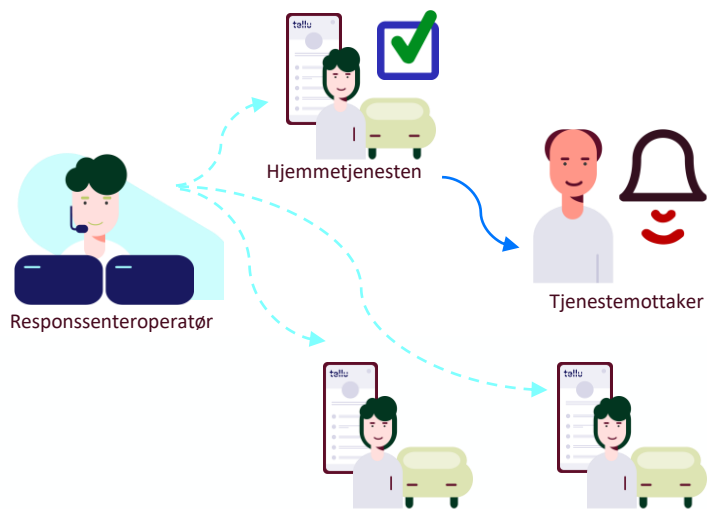 tellu
Hjemmetjenesten
Responssenteroperatør
Tjenestemottaker
tellu
tellu